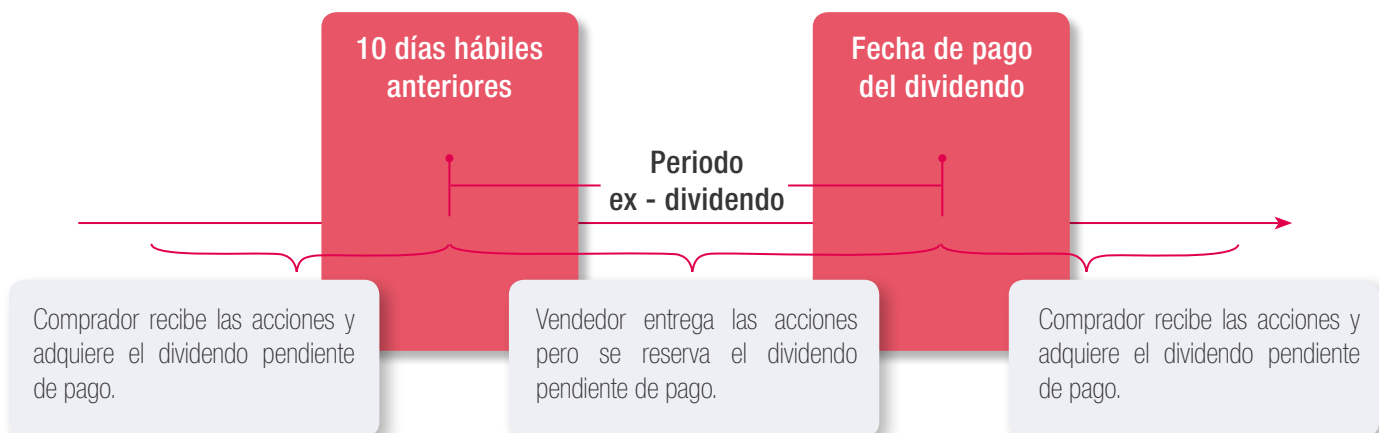 10 días hábiles
anteriores
Fecha de pago
del dividendo
Periodo
ex - dividendo
Comprador recibe las acciones y
adquiere el dividendo pendiente
de pago.
Vendedor entrega las acciones
pero se reserva el dividendo
pendiente de pago.
Comprador recibe las acciones y
adquiere el dividendo pendiente
de pago.